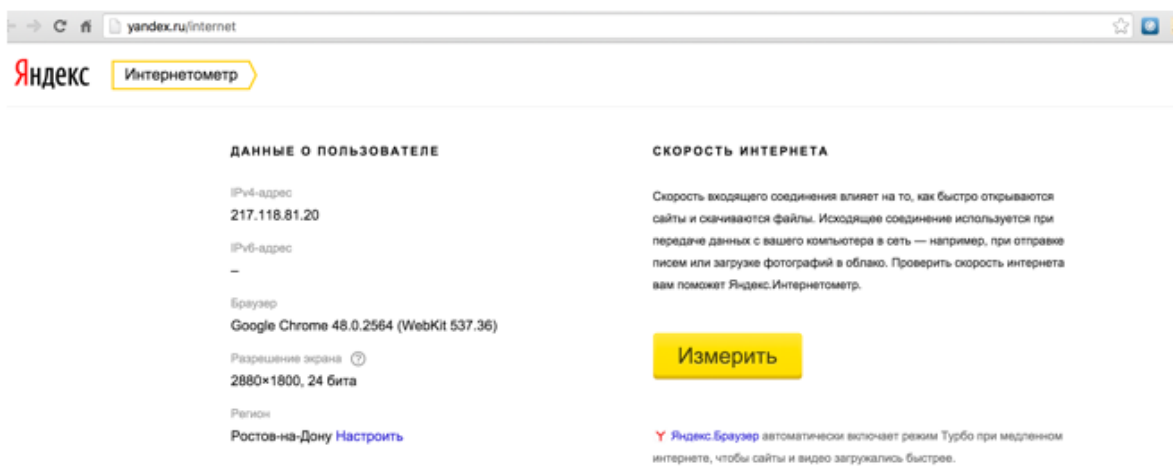 yandex.ru/internet
Яндекс Интернетометр
ДАННЫЕ О ПОЛЬЗОВАТЕЛЕ
IPv4-адрес
217.118.81.20
IPv6-адрес
–
Браузер
Google Chrome 48.0.2564 (WebKit 537.36)
Разрешение экрана ?
2880×1800, 24 бита
Регион
Ростов-на-Дону Настроить
СКОРОСТЬ ИНТЕРНЕТА
Скорость входящего соединения влияет на то, как быстро открываются
сайты и скачиваются файлы. Исходящее соединение используется при
передаче данных с вашего компьютера в сеть — например, при отправке
писем или загрузке фотографий в облако. Проверить скорость интернета
вам поможет Яндекс.Интернетометр.
Измерить
Y Яндекс.Браузер автоматически включает режим Турбо при медленном
интернете, чтобы сайты и видео загружались быстрее.